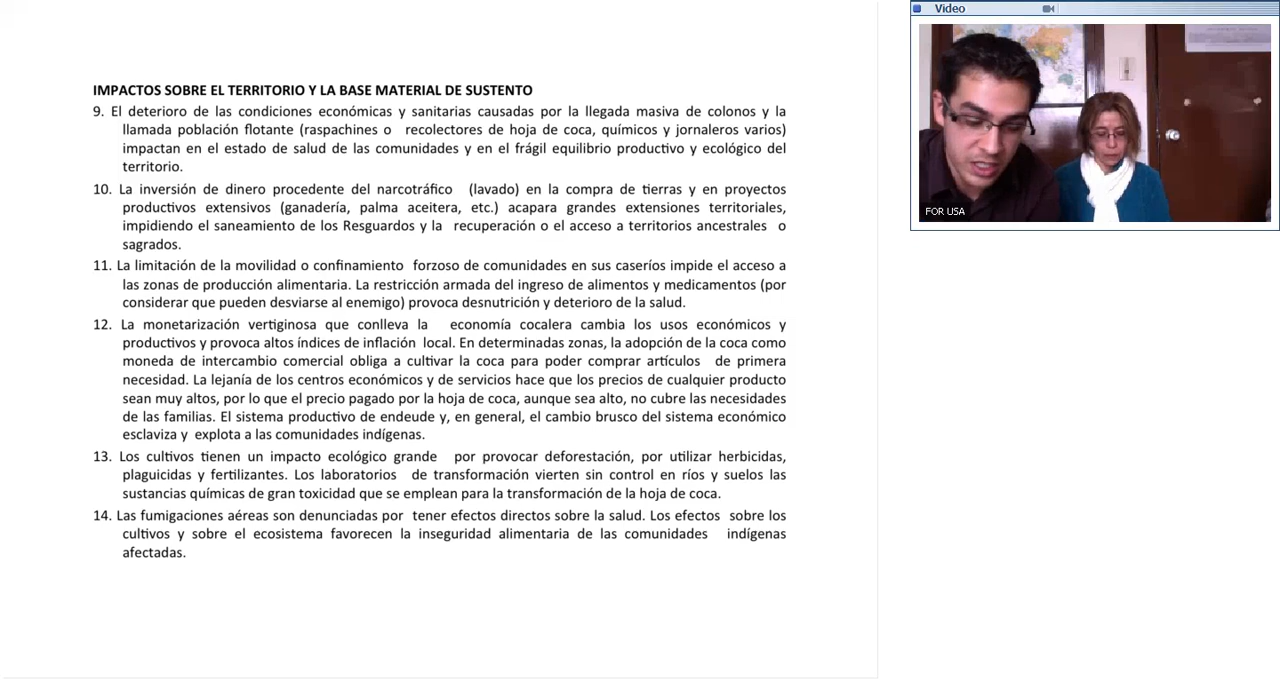 IMPACTOS SOBRE EL TERRITORIO Y LA BASE MATERIAL DE SUSTENTO
9. El deterioro de las condiciones económicas y sanitarias causadas por la llegada masiva de colonos y la
llamada población flotante (raspachines o recolectores de hoja de coca, químicos y jornaleros varios)
impactan en el estado de salud de las comunidades y en el frágil equilibrio productivo y ecológico del
territorio.
10. La inversión de dinero procedente del narcotráfico (lavado) en la compra de tierras y en proyectos
productivos extensivos (ganadería, palma aceitera, etc.) acapara grandes extensiones territoriales,
impidiendo el saneamiento de los Resguardos y la recuperación o el acceso a territorios ancestrales o
sagrados.
11. La limitación de la movilidad o confinamiento forzoso de comunidades en sus caseríos impide el acceso a
las zonas de producción alimentaria. La restricción armada del ingreso de alimentos y medicamentos (por
considerar que pueden desviarse al enemigo) provoca desnutrición y deterioro de la salud.
12. La monetarización vertiginosa que conlleva la economía cocalera cambia los usos económicos y
productivos y provoca altos índices de inflación local. En determinadas zonas, la adopción de la coca como
moneda de intercambio comercial obliga a cultivar la coca para poder comprar artículos de primera
necesidad. La lejanía de los centros económicos y de servicios hace que los precios de cualquier producto
sean muy altos, por lo que el precio pagado por la hoja de coca, aunque sea alto, no cubre las necesidades
de las familias. El sistema productivo de endeude y, en general, el cambio brusco del sistema económico
esclaviza y explota a las comunidades indígenas.
13. Los cultivos tienen un impacto ecológico grande por provocar deforestación, por utilizar herbicidas,
plaguicidas y fertilizantes. Los laboratorios de transformación vierten sin control en ríos y suelos las
sustancias químicas de gran toxicidad que se emplean para la transformación de la hoja de coca.
14. Las fumigaciones aéreas son denunciadas por tener efectos directos sobre la salud. Los efectos sobre los
cultivos y sobre el ecosistema favorecen la inseguridad alimentaria de las comunidades indígenas
afectadas.
Video
FOR USA